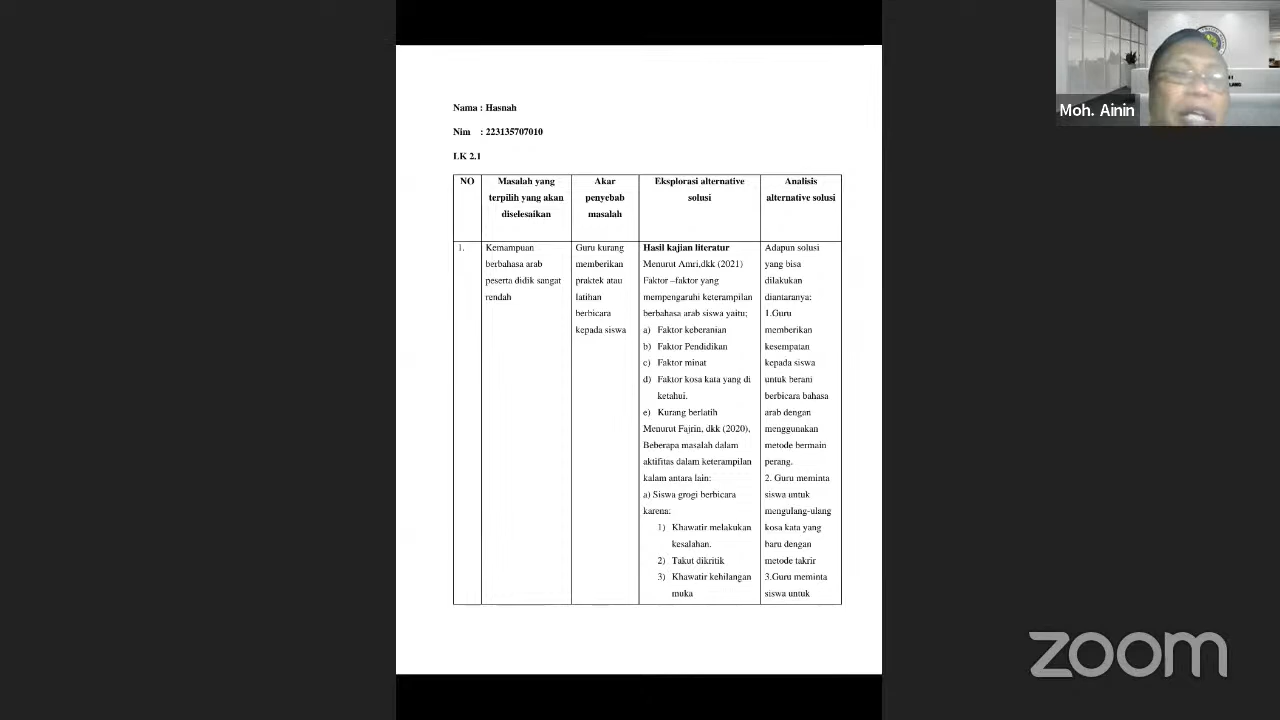 Nama : Hasnah
Nim : 223135707010
LK 2.1
NO
Masalah yang
terpilih yang akan
diselesaikan
Akar
penyebab
masalah
Eksplorasi alternative
solusi
Analisis
alternative solusi
1.
Kemampuan
berbahasa arab
peserta didik sangat
rendah
Guru kurang
memberikan
praktek atau
latihan
berbicara
kepada siswa
Hasil kajian literatur
Menurut Amri,dkk (2021)
Faktor –faktor yang
mempengaruhi keterampilan
berbahasa arab siswa yaitu;
a) Faktor keberanian
b) Faktor Pendidikan
c) Faktor minat
d) Faktor kosa kata yang di
ketahui.
e) Kurang berlatih
Menurut Fajrin, dkk (2020),
Beberapa masalah dalam
aktifitas dalam keterampilan
kalam antara lain:
a) Siswa grogi berbicara
karena:
1) Khawatir melakukan
kesalahan.
2) Takut dikritik
3) Khawatir kehilangan
muka
Adapun solusi
yang bisa
dilakukan
diantaranya:
1.Guru
memberikan
kesempatan
kepada siswa
untuk berani
berbicara bahasa
arab dengan
menggunakan
metode bermain
perang.
2. Guru meminta
siswa untuk
mengulang-ulang
kosa kata yang
baru dengan
metode takrir
3.Guru meminta
siswa untuk
Moh. Ainin
zoom